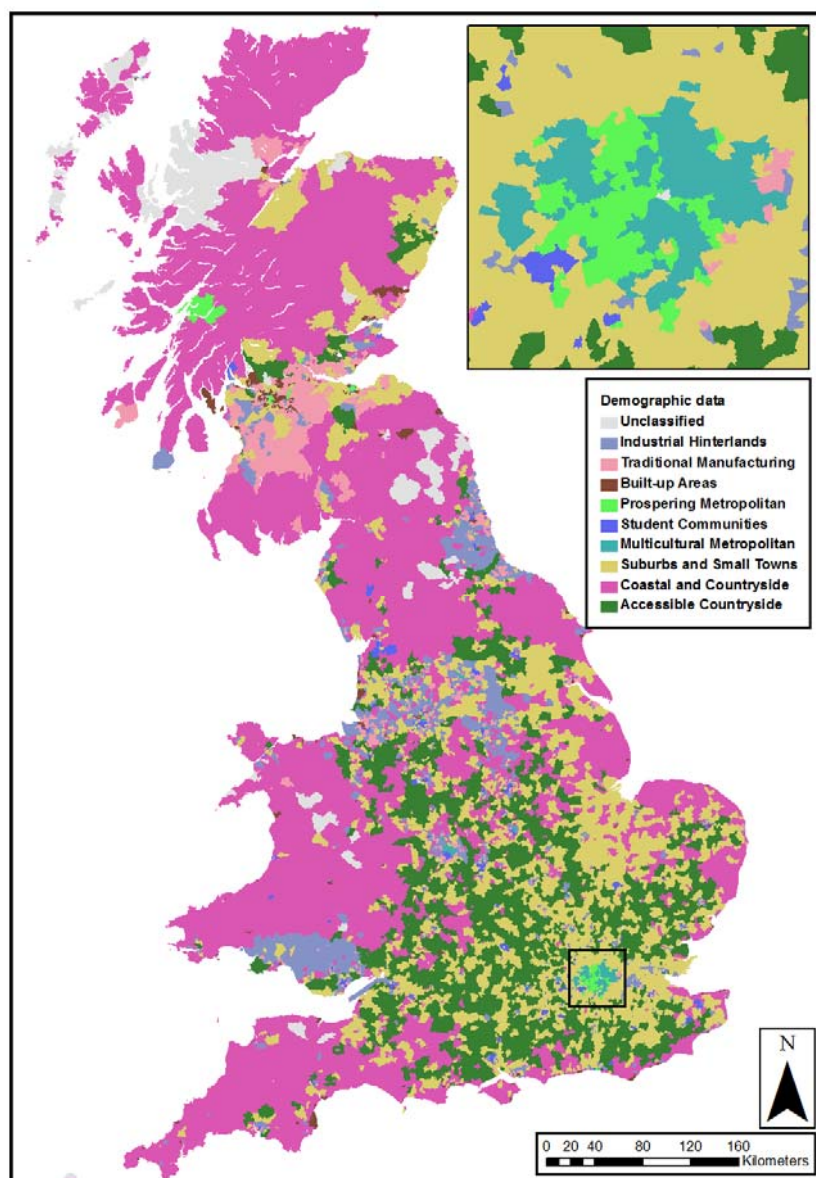 Demographic data
Unclassified
Industrial Hinterlands
Traditional Manufacturing
Built-up Areas
Prospering Metropolitan
Student Communities
Multicultural Metropolitan
Suburbs and Small Towns
Coastal and Countryside
Accessible Countryside
N
0 20 40 80 120 160
Kilometers